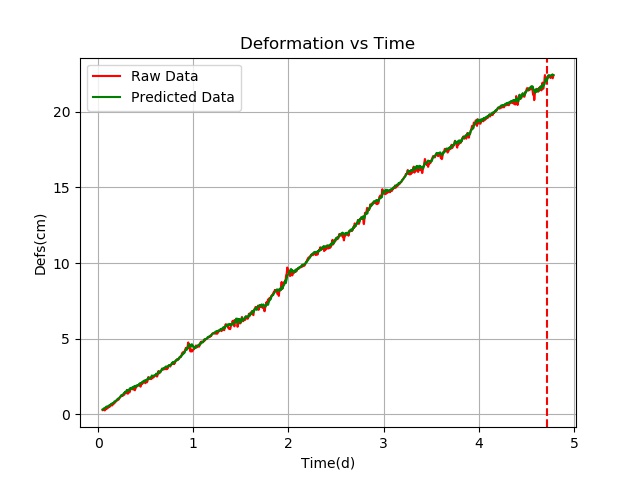 Deformation vs Time
Raw Data
Predicted Data
Defs(cm)
20
15
10
5
0
0 1 2 3 4 5
Time(d)